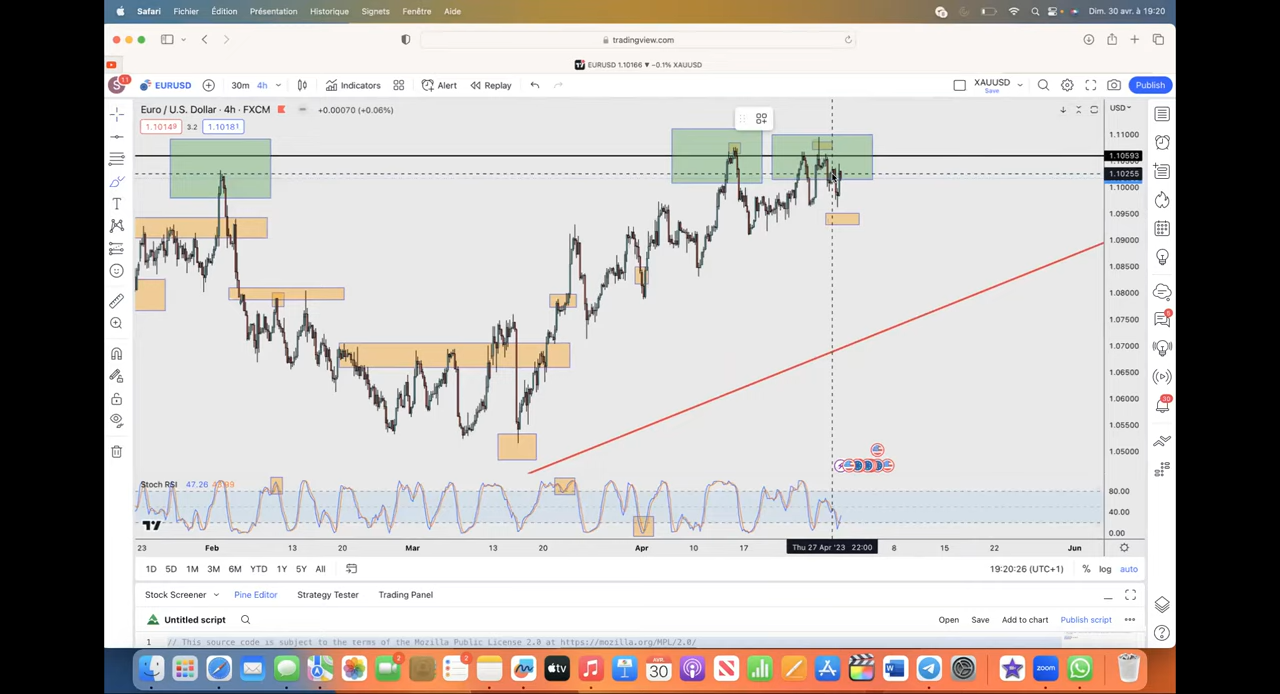 Safari Fichier Édition Présentation Historique Signets Fenêtre Aide Dim. 30 avr. à 19:20
tradingview.com
EURUSD 1.10166 ▼ −0.1% XAUUSD
S 11 EURUSD 30m 4h Indicators Alert Replay XAUUSD Save Publish
Euro / U.S. Dollar · 4h · FXCM +0.00070 (+0.06%) USD
1.10149 3.2 1.10181
1.11000
1.10593
1.10255
1.10000
1.09500
1.09000
1.08500
1.08000
1.07500
1.07000
1.06500
1.06000
1.05500
1.05000
5
30
Stoch RSI 47.26
80.00
40.00
0.00
23 Feb 13 20 Mar 13 20 Apr 10 17 Thu 27 Apr '23 22:00 8 15 22 Jun
1D 5D 1M 3M 6M YTD 1Y 5Y All 19:20:26 (UTC+1) % log auto
Stock Screener Pine Editor Strategy Tester Trading Panel
Untitled script Open Save Add to chart Publish script
1 // This source code is subject to the terms of the Mozilla Public License 2.0 at https://mozilla.org/MPL/2.0/
AVR. 30 tv zoom